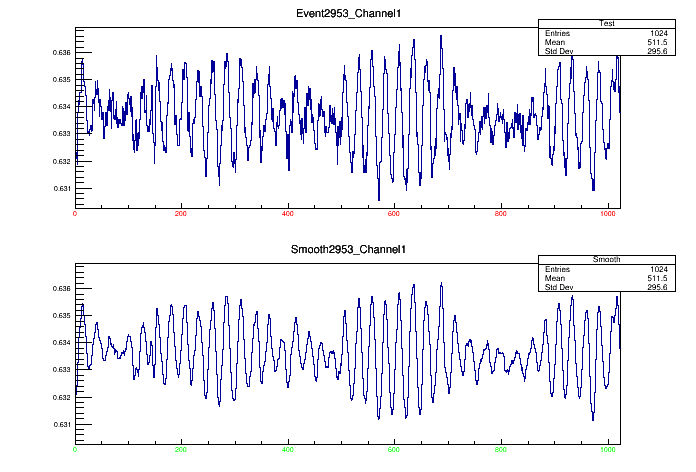 Event2953_Channel1
Test
Entries 1024
Mean 511.5
Std Dev 295.6
0.636
0.635
0.634
0.633
0.632
0.631
0 200 400 600 800 1000
Smooth2953_Channel1
Smooth
Entries 1024
Mean 511.5
Std Dev 295.6
0.636
0.635
0.634
0.633
0.631
0.631
0 200 400 600 800 1000